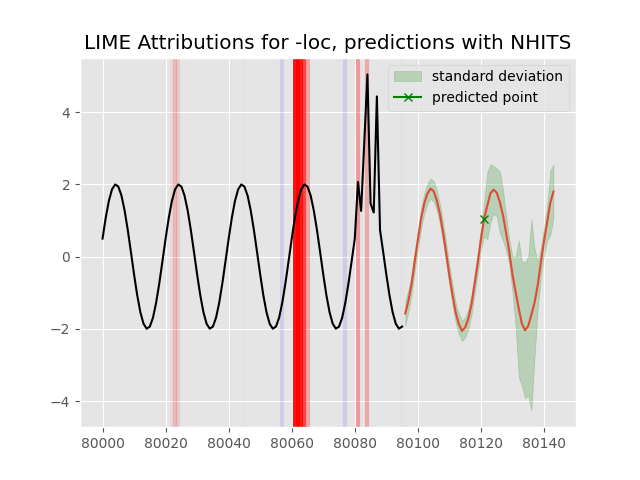 LIME Attributions for -loc, predictions with NHITS
standard deviation
predicted point
4
2
0
−2
−4
80000 80020 80040 80060 80080 80100 80120 80140